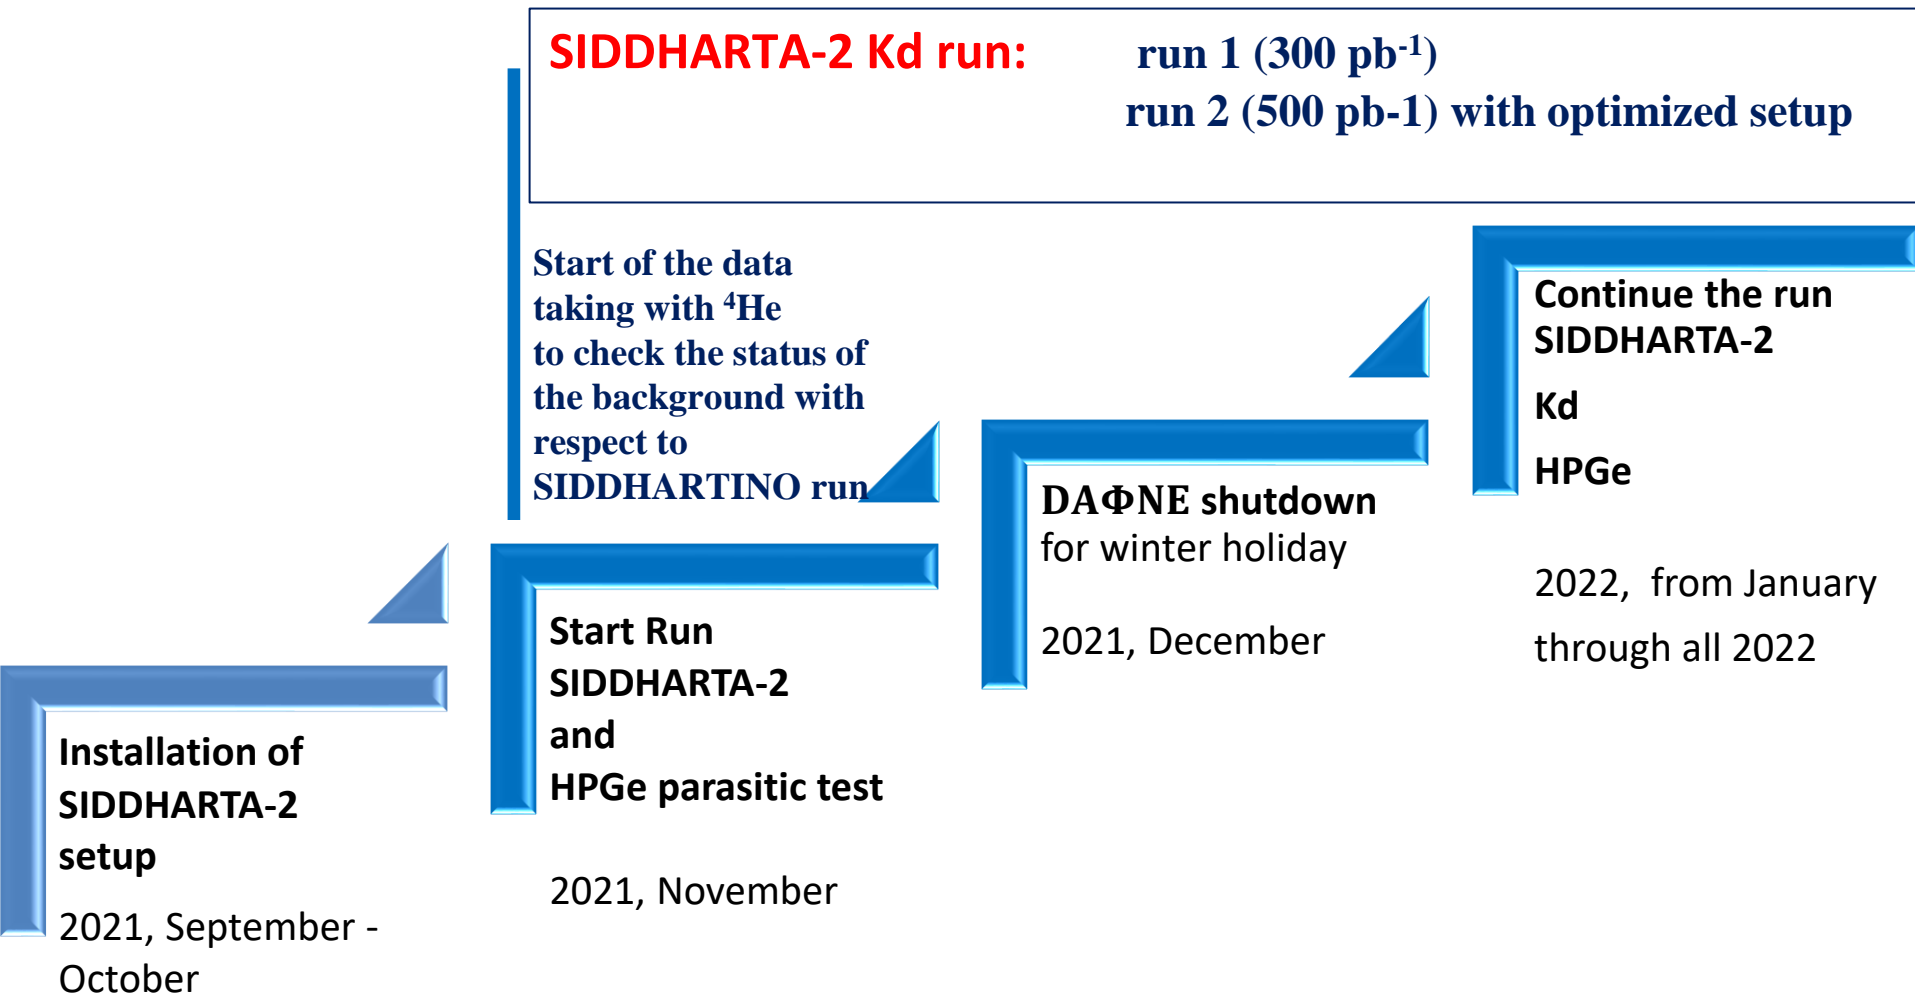 SIDDHARTA-2 Kd run: run 1 (300 pb⁻¹)
run 2 (500 pb-1) with optimized setup
Start of the data
taking with ⁴He
to check the status of
the background with
respect to
SIDDHARTINO run
Installation of
SIDDHARTA-2
setup
2021, September -
October
Start Run
SIDDHARTA-2
and
HPGe parasitic test
2021, November
DAΦNE shutdown
for winter holiday
2021, December
Continue the run
SIDDHARTA-2
Kd
HPGe
2022, from January
through all 2022